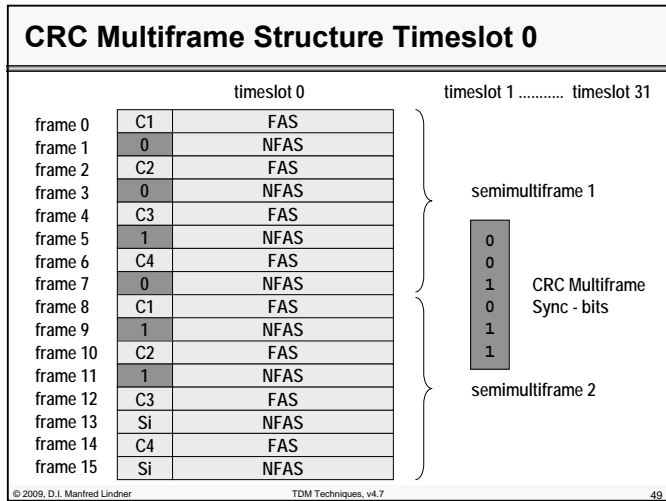 CRC Multiframe Structure Timeslot 0
timeslot 0 timeslot 1 .......... timeslot 31
frame 0 C1 FAS
frame 1 0 NFAS
frame 2 C2 FAS
frame 3 0 NFAS
frame 4 C3 FAS
frame 5 1 NFAS
frame 6 C4 FAS
frame 7 0 NFAS
frame 8 C1 FAS
frame 9 1 NFAS
frame 10 C2 FAS
frame 11 1 NFAS
frame 12 C3 FAS
frame 13 Si NFAS
frame 14 C4 FAS
frame 15 Si NFAS
semimultiframe 1
0
0
1 CRC Multiframe
0 Sync - bits
1
1
semimultiframe 2
© 2009, D.I. Manfred Lindner TDM Techniques, v4.7 49